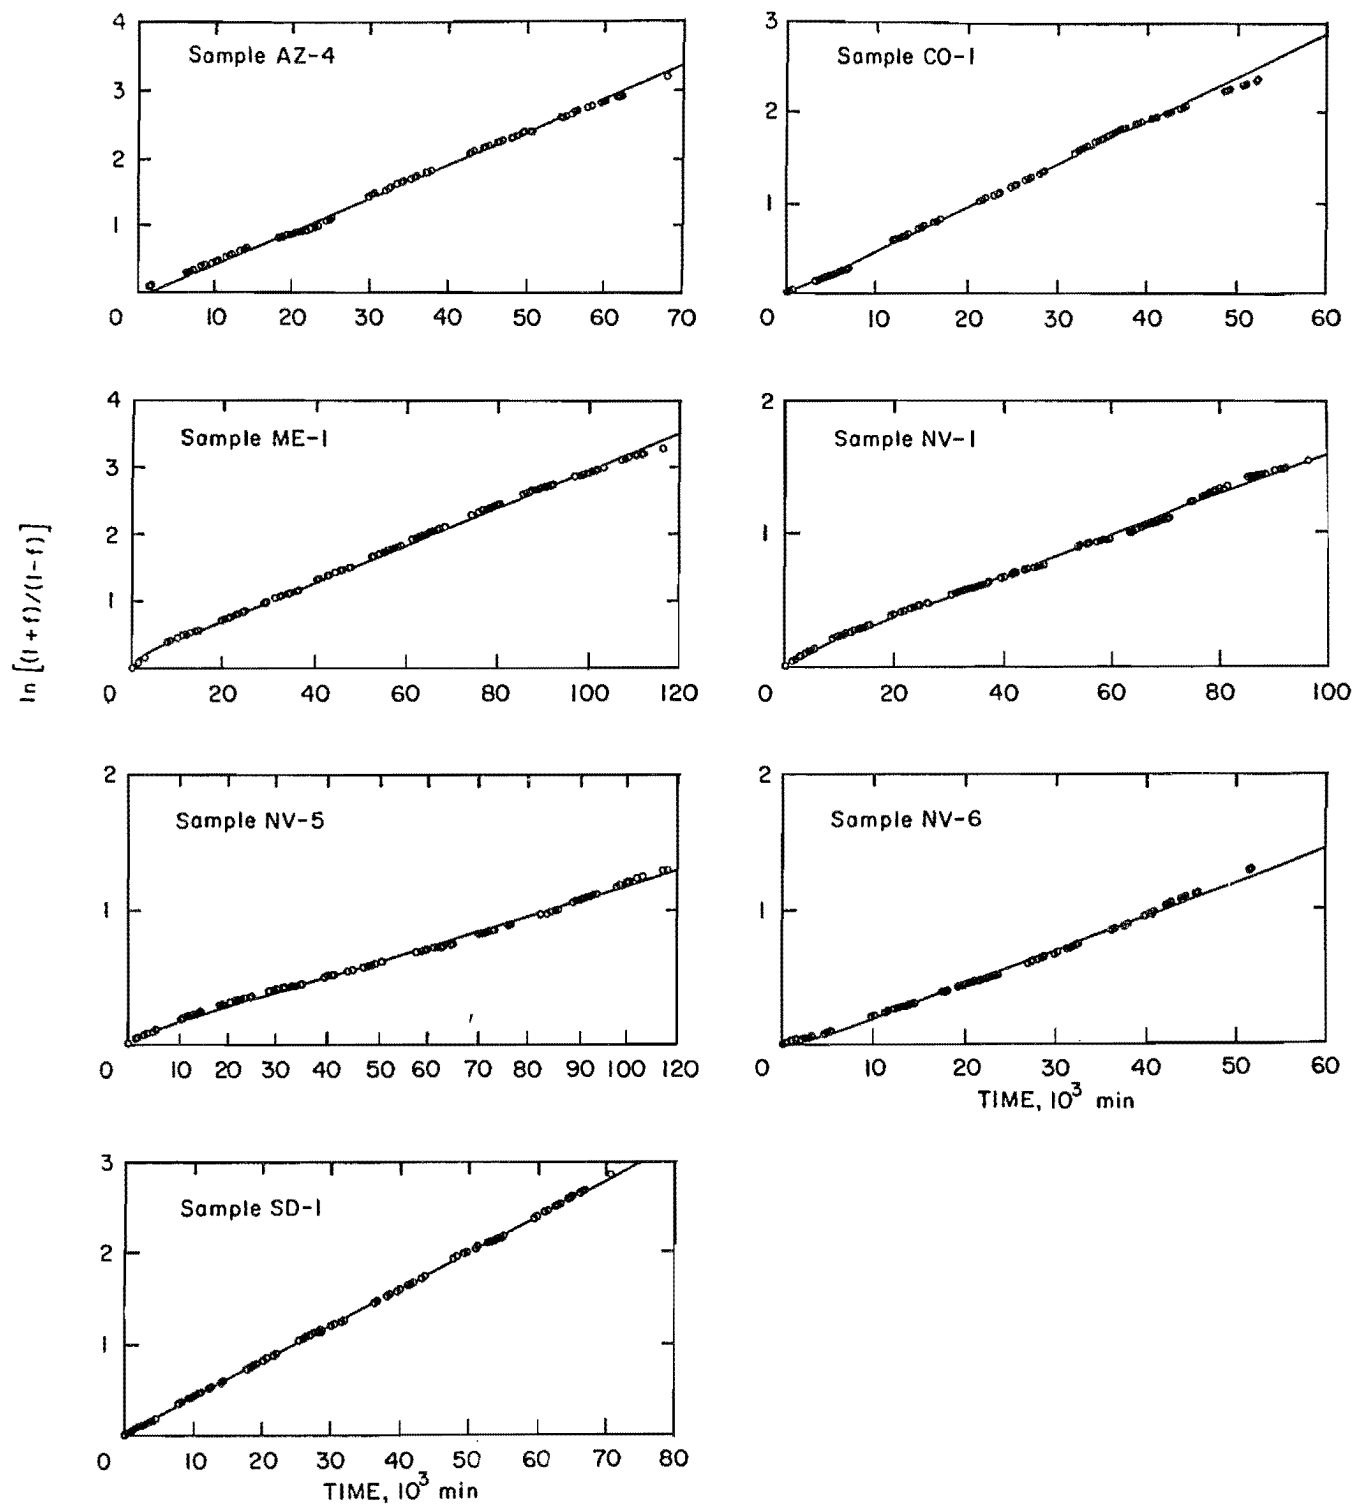 4
3
2
1
Sample AZ-4
0 10 20 30 40 50 60 70
3
2
1
Sample CO-1
0 10 20 30 40 50 60
4
3
2
1
Sample ME-1
0 20 40 60 80 100 120
2
1
Sample NV-1
0 20 40 60 80 100
ln [(1+f)/(1-f)]
2
1
Sample NV-5
0 10 20 30 40 50 60 70 80 90 100 120
2
1
Sample NV-6
0 10 20 30 40 50 60
TIME, 10³ min
3
2
1
Sample SD-1
0 10 20 30 40 50 60 70 80
TIME, 10³ min